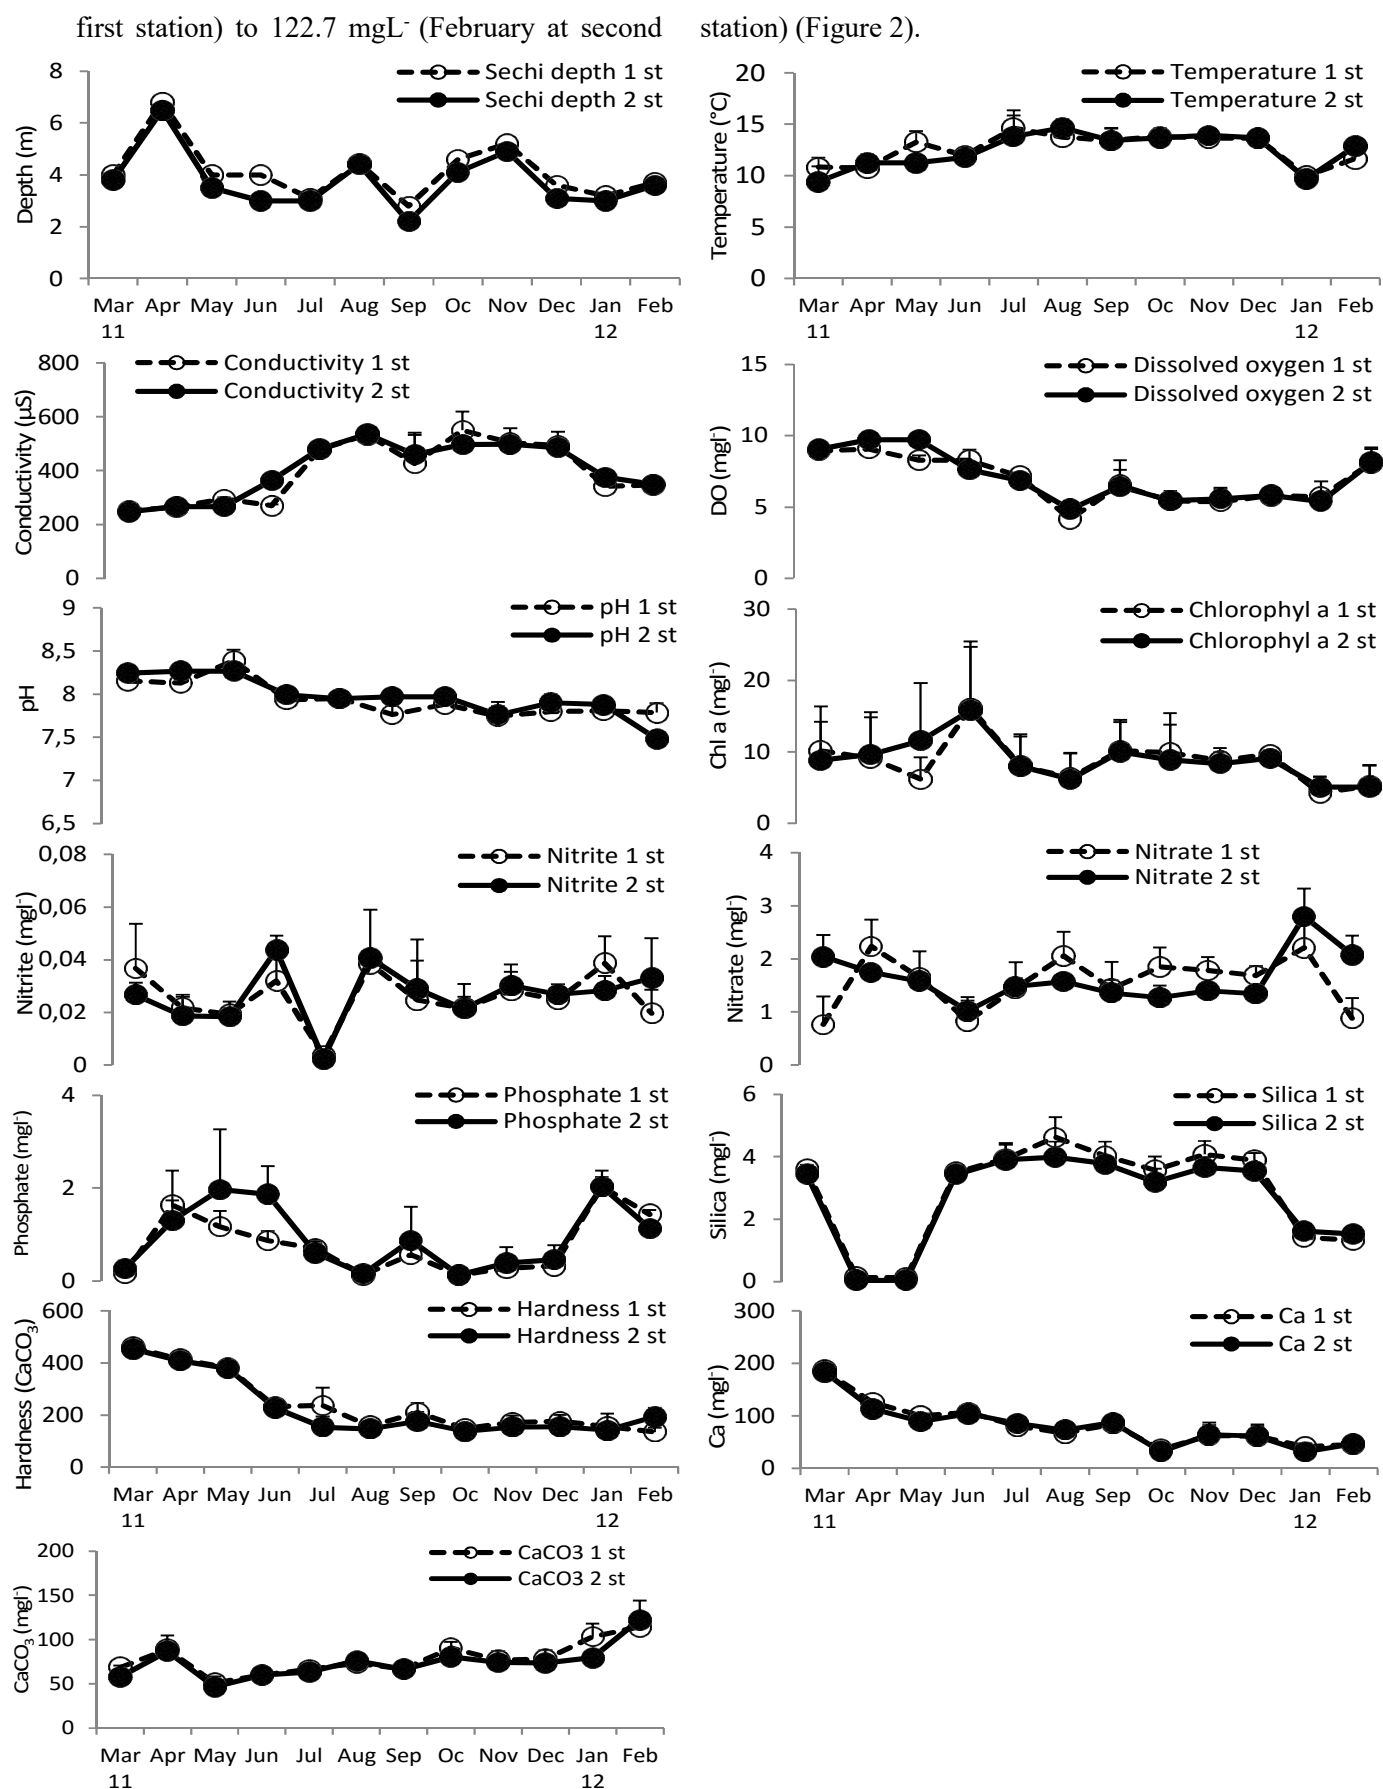 first station) to 122.7 mgL- (February at second
station) (Figure 2).
Sechi depth 1 st
Sechi depth 2 st
Depth (m)
8
6
4
2
0
Mar Apr May Jun Jul Aug Sep Oc Nov Dec Jan Feb
11 12
Temperature 1 st
Temperature 2 st
Temperature (°C)
20
15
10
5
0
Mar Apr May Jun Jul Aug Sep Oc Nov Dec Jan Feb
11 12
Conductivity 1 st
Conductivity 2 st
Conductivity (µS)
800
600
400
200
0
Dissolved oxygen 1 st
Dissolved oxygen 2 st
DO (mgl-)
15
10
5
0
pH 1 st
pH 2 st
pH
9
8,5
8
7,5
7
6,5
Chlorophyl a 1 st
Chlorophyl a 2 st
Chl a (mgl-)
30
20
10
0
Nitrite 1 st
Nitrite 2 st
Nitrite (mgl-)
0,08
0,06
0,04
0,02
0
Nitrate 1 st
Nitrate 2 st
Nitrate (mgl-)
4
3
2
1
0
Phosphate 1 st
Phosphate 2 st
Phosphate (mgl-)
4
2
0
Silica 1 st
Silica 2 st
Silica (mgl-)
6
4
2
0
Hardness 1 st
Hardness 2 st
Hardness (CaCO3)
600
400
200
0
Mar Apr May Jun Jul Aug Sep Oc Nov Dec Jan Feb
11 12
Ca 1 st
Ca 2 st
Ca (mgl-)
300
200
100
0
Mar Apr May Jun Jul Aug Sep Oc Nov Dec Jan Feb
11 12
CaCO3 1 st
CaCO3 2 st
CaCO3 (mgl-)
200
150
100
50
0
Mar Apr May Jun Jul Aug Sep Oc Nov Dec Jan Feb
11 12